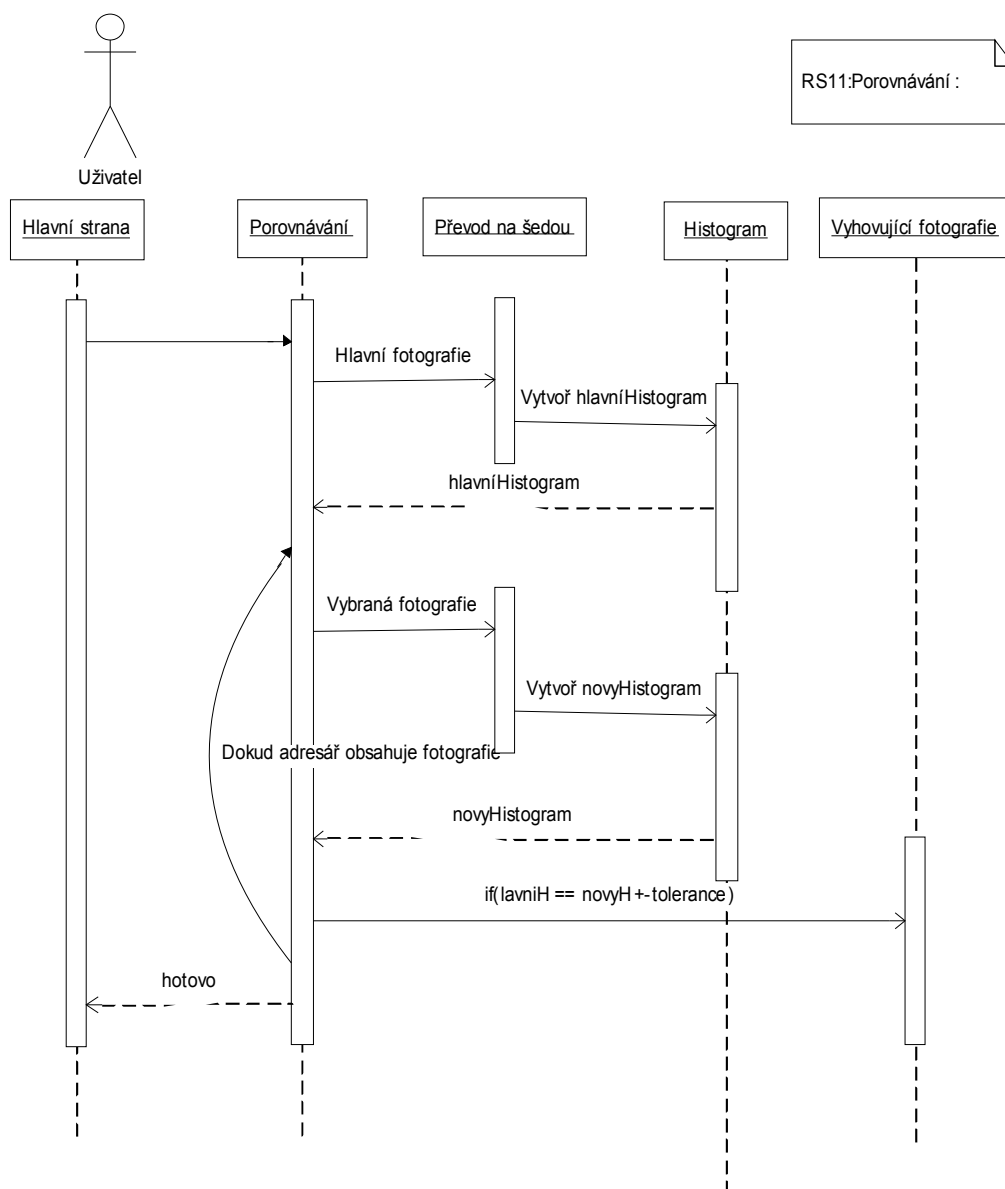 RS11:Porovnávání :
Uživatel
Hlavní strana
Porovnávání
Převod na šedou
Histogram
Vyhovující fotografie
Hlavní fotografie
Vytvoř hlavníHistogram
hlavníHistogram
Vybraná fotografie
Vytvoř novyHistogram
Dokud adresář obsahuje fotografie
novyHistogram
if(lavniH == novyH +- tolerance)
hotovo